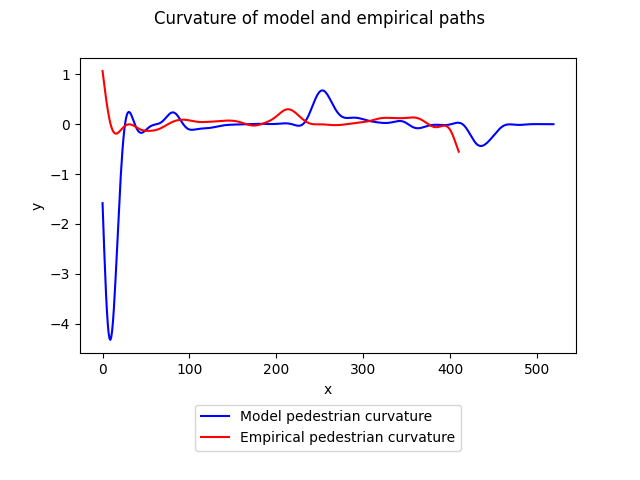 Curvature of model and empirical paths
1
0
−1
−2
−3
−4
y
0 100 200 300 400 500
x
Model pedestrian curvature
Empirical pedestrian curvature